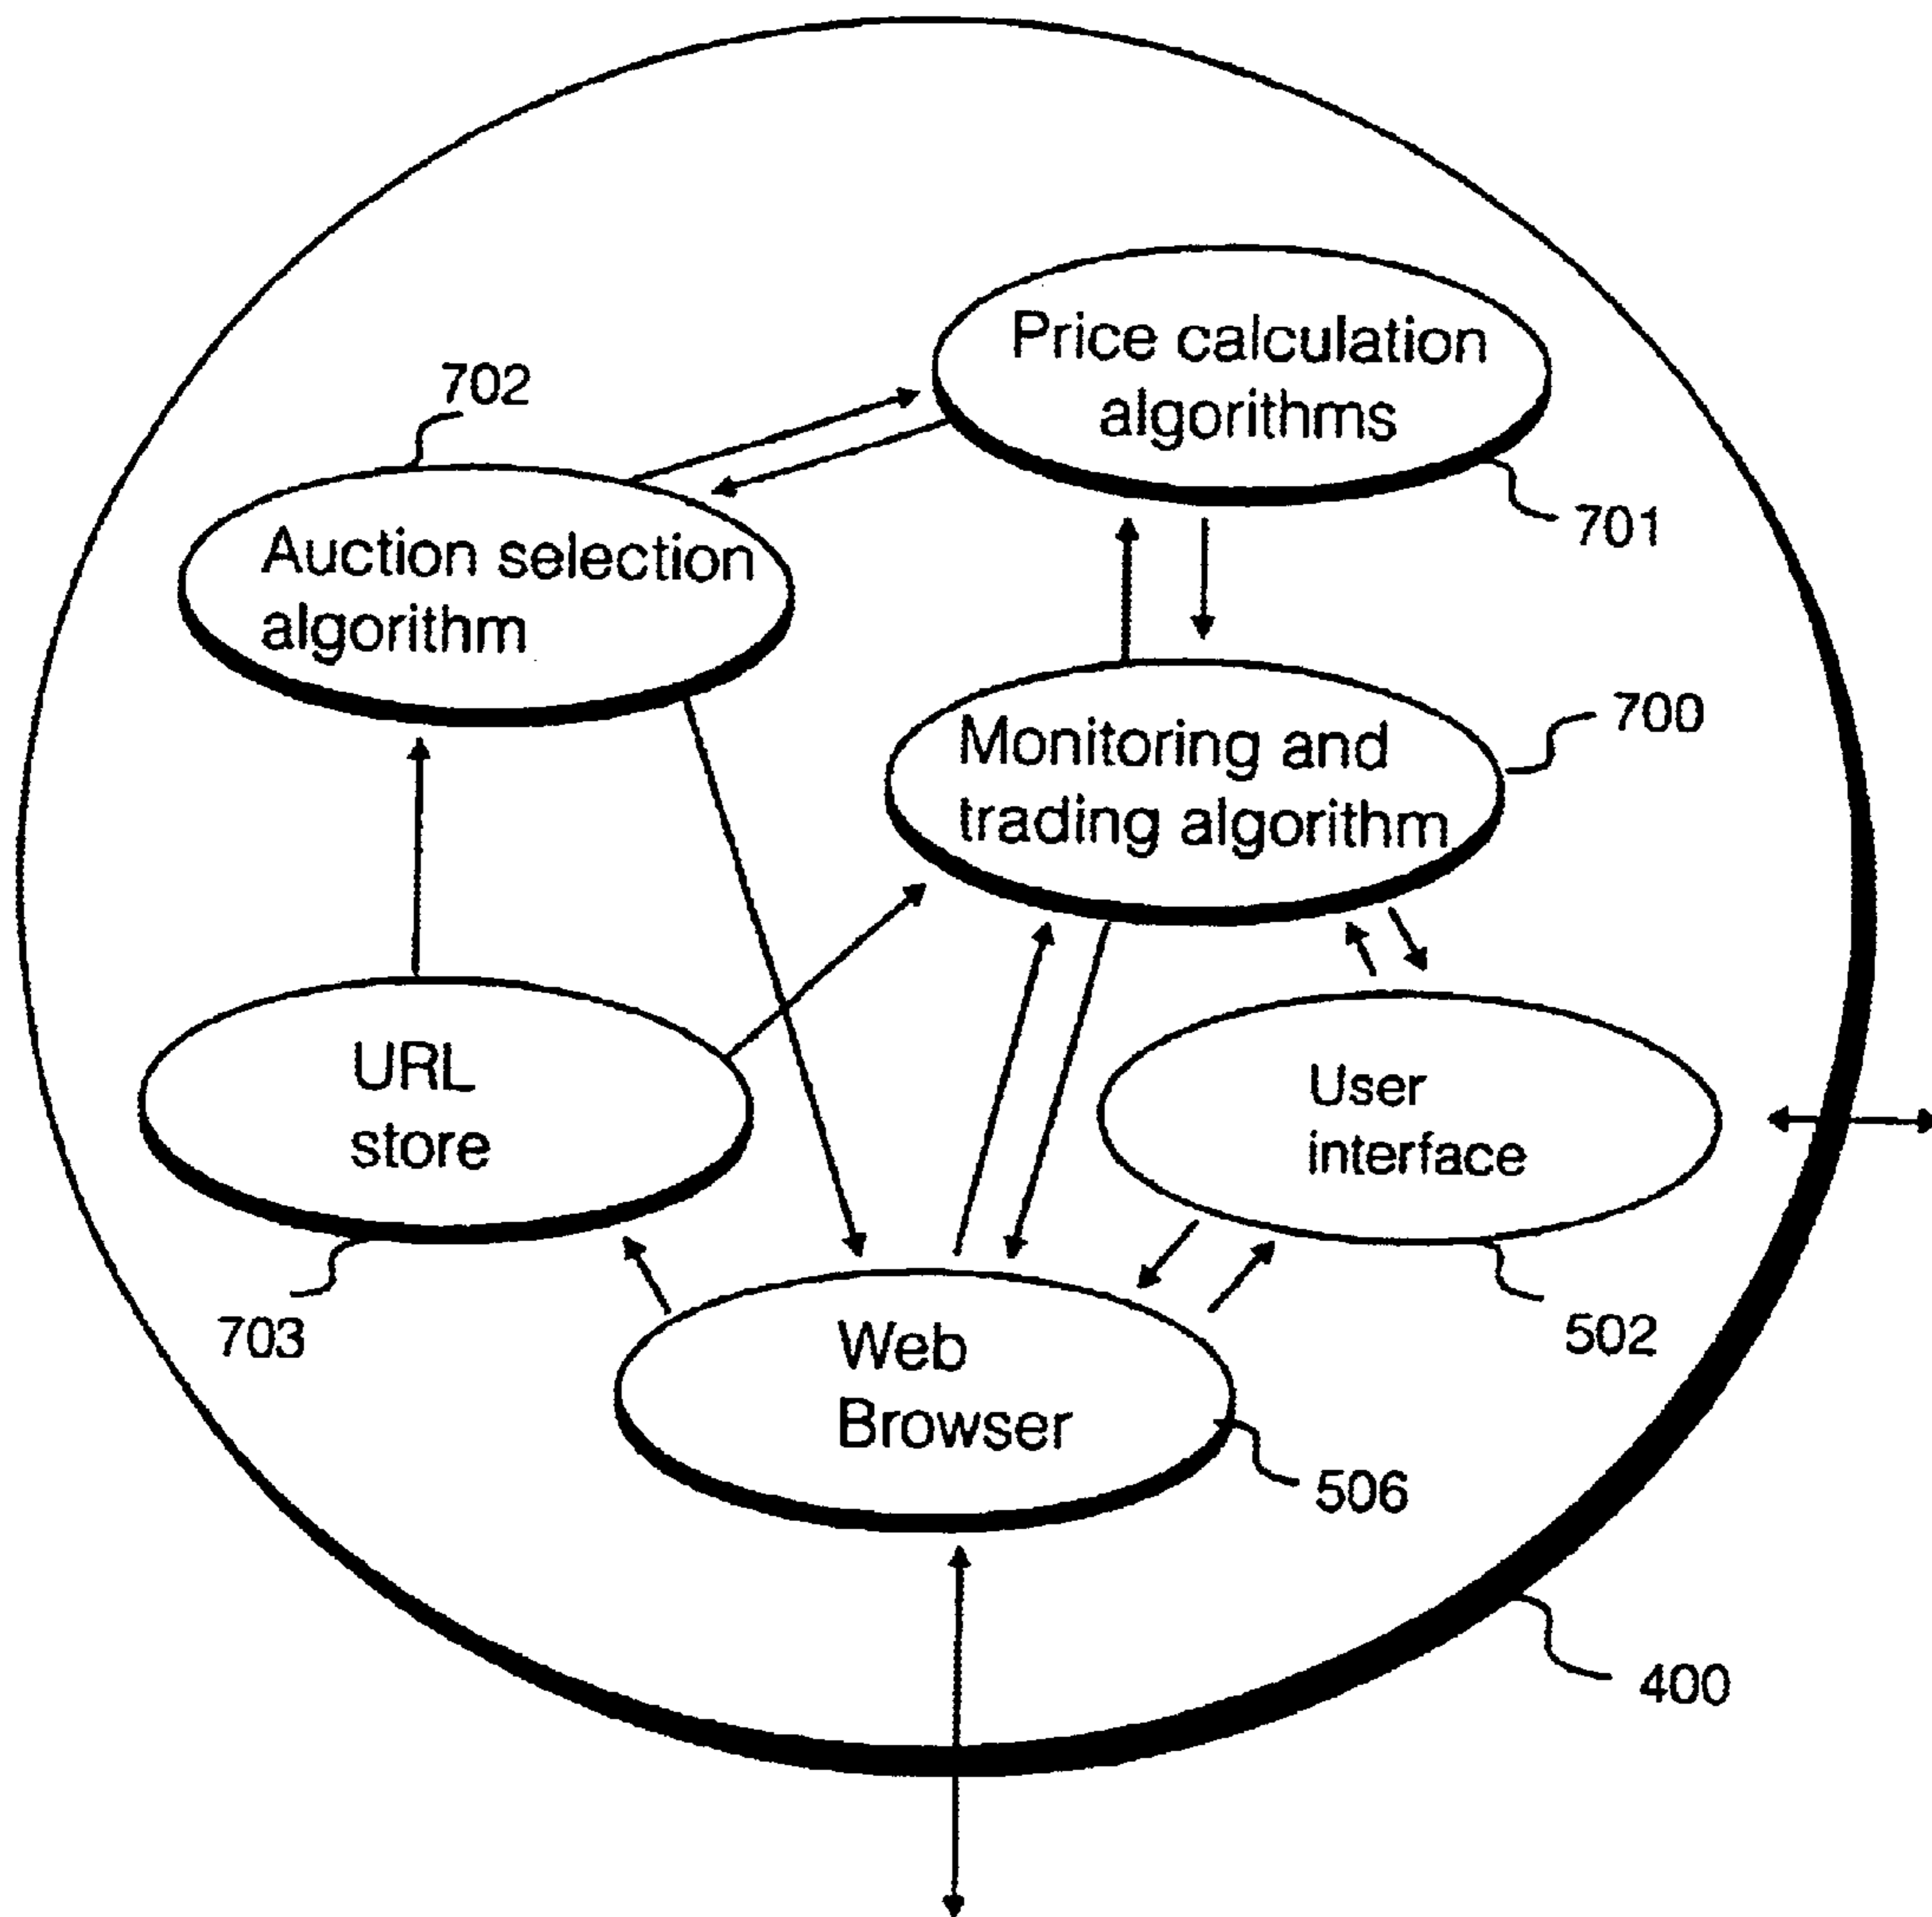 Price calculation
algorithms
702
701
Auction selection
algorithm
700
Monitoring and
trading algorithm
URL
store
User
interface
703
502
Web
Browser
506
400